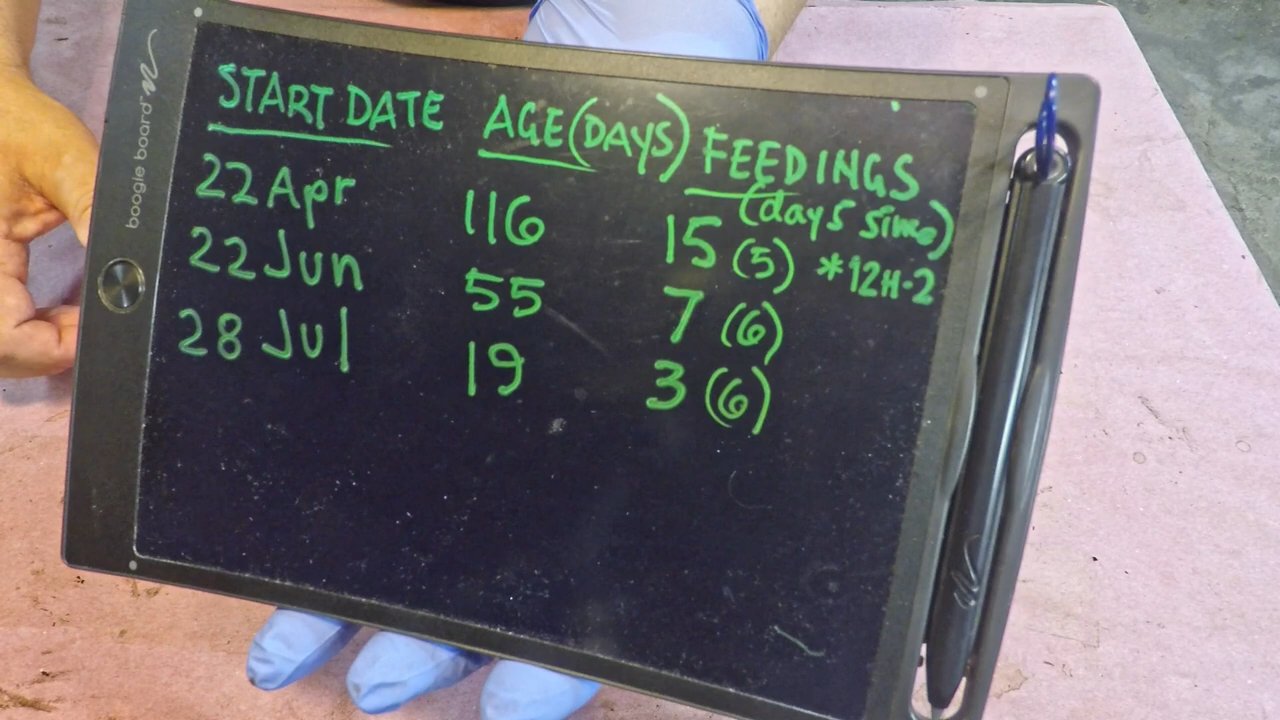 START DATE AGE (DAYS) FEEDINGS
(days since)
22 Apr 116 15 (5) *12H-2
22 Jun 55 7 (6)
28 Jul 19 3 (6)
boogie board